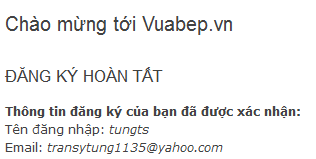 Chào mừng tới Vuabep.vn
ĐĂNG KÝ HOÀN TẤT
Thông tin đăng ký của bạn đã được xác nhận:
Tên đăng nhập: tungts
Email: transytung1135@yahoo.com